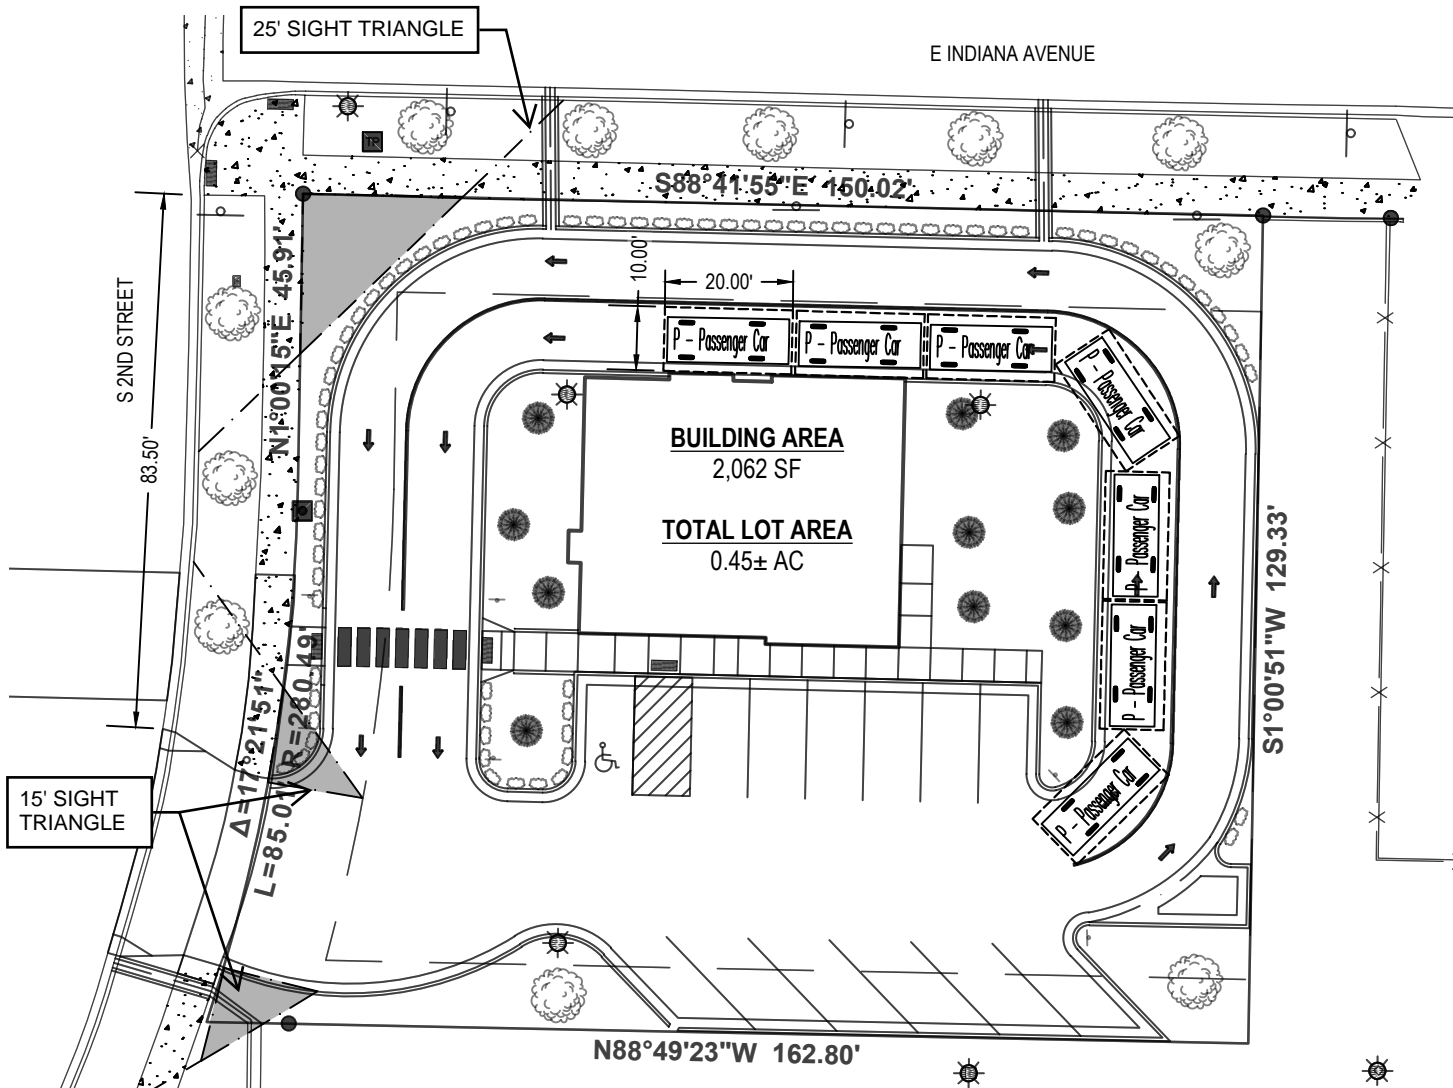 25' SIGHT TRIANGLE
E INDIANA AVENUE
TP
S88°41'55"E 150.02'
N1°00'15"E 45.91'
10.00'
20.00'
S 2ND STREET
83.50'
P - Passenger Car
P - Passenger Car
P - Passenger Car
P - Passenger Car
P - Passenger Car
P - Passenger Car
P - Passenger Car
BUILDING AREA
2,062 SF
TOTAL LOT AREA
0.45± AC
S1°00'51"W 129.33'
Δ=17°21'51"
L=85.01'
R=280.49'
15' SIGHT
TRIANGLE
N88°49'23"W 162.80'